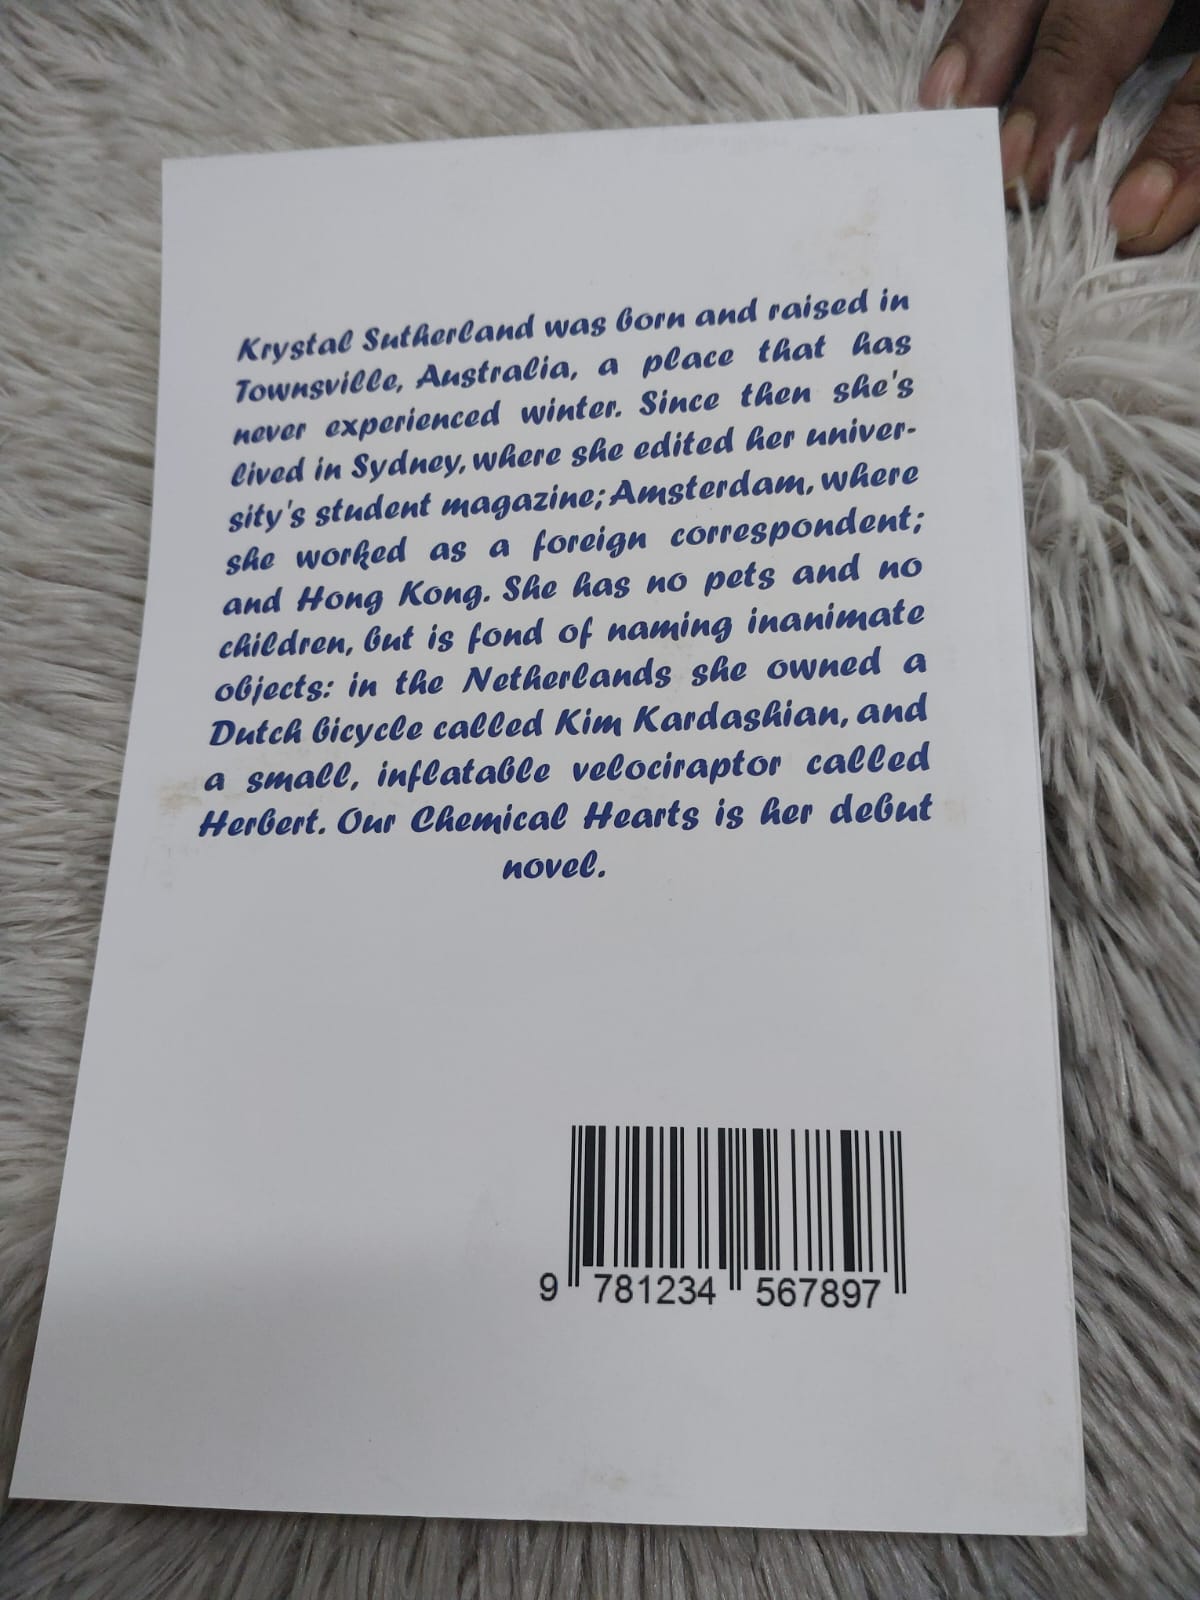 Krystal Sutherland was born and raised in
Townsville, Australia, a place that has
never experienced winter. Since then she's
lived in Sydney, where she edited her univer-
sity's student magazine; Amsterdam, where
she worked as a foreign correspondent;
and Hong Kong. She has no pets and no
children, but is fond of naming inanimate
objects: in the Netherlands she owned a
Dutch bicycle called Kim Kardashian, and
a small, inflatable velociraptor called
Herbert. Our Chemical Hearts is her debut
novel.
9 781234 567897